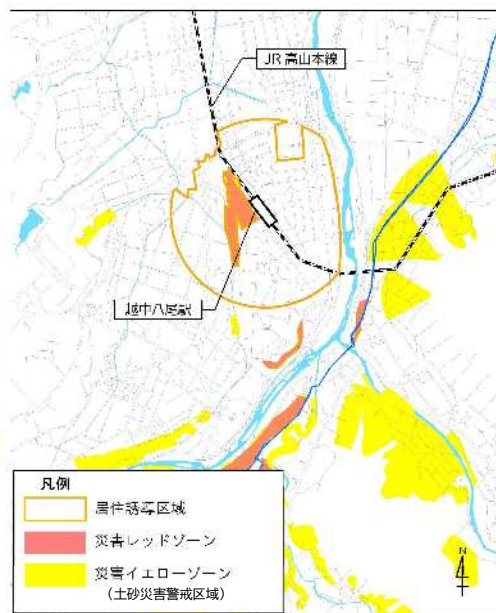 JR高山本線
越中八尾駅
凡例
居住誘導区域
災害レッドゾーン
災害イエローゾーン
(土砂災害警戒区域)
N